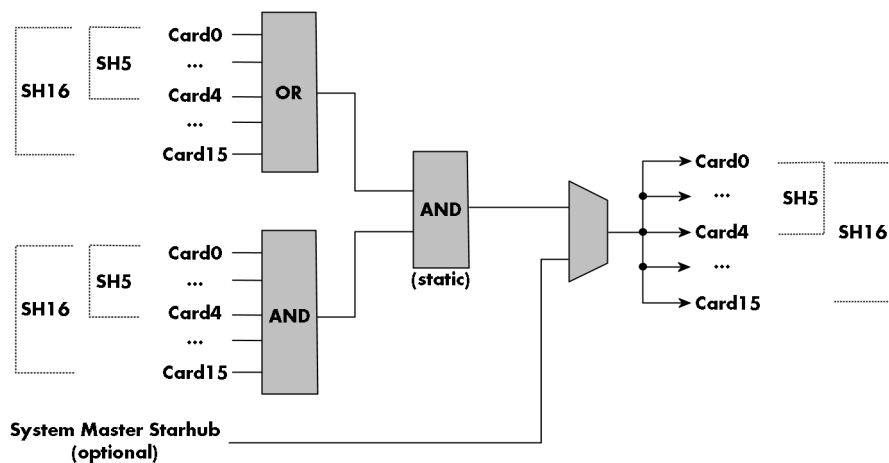 Card0
...
Card4
...
Card15
SH5
SH16
OR
Card0
...
Card4
...
Card15
SH5
SH16
AND
AND
(static)
System Master Starhub
(optional)
Card0
...
Card4
...
Card15
SH5
SH16